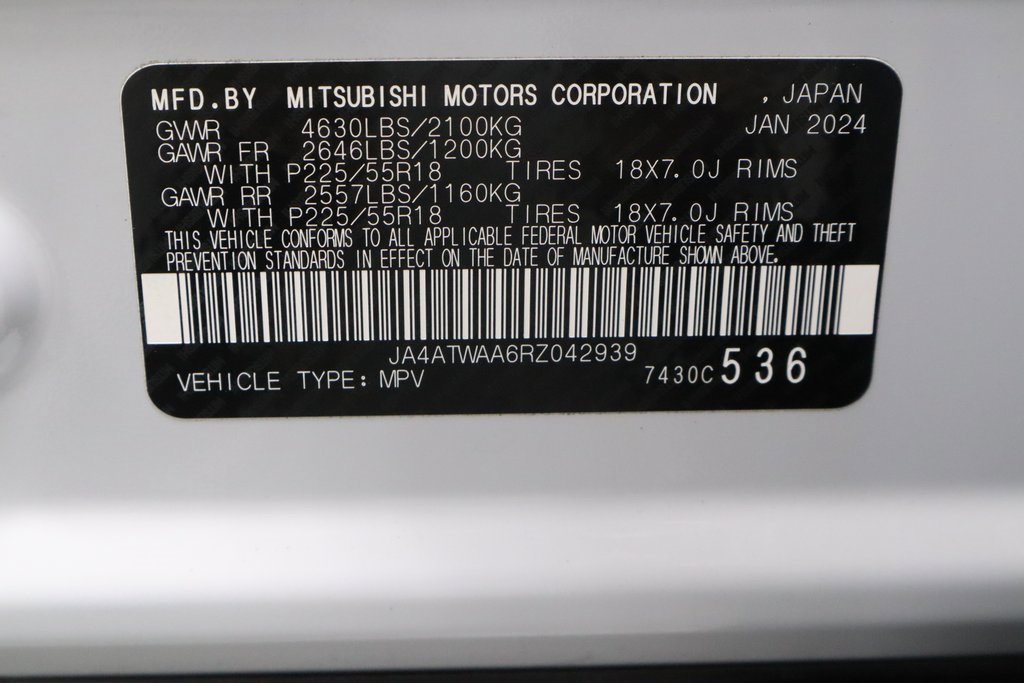 MFD.BY MITSUBISHI MOTORS CORPORATION , JAPAN
GVWR 4630LBS/2100KG JAN 2024
GAWR FR 2646LBS/1200KG
WITH P225/55R18 TIRES 18X7.0J RIMS
GAWR RR 2557LBS/1160KG
WITH P225/55R18 TIRES 18X7.0J RIMS
THIS VEHICLE CONFORMS TO ALL APPLICABLE FEDERAL MOTOR VEHICLE SAFETY AND THEFT
PREVENTION STANDARDS IN EFFECT ON THE DATE OF MANUFACTURE SHOWN ABOVE.
JA4ATWAA6RZ042939
VEHICLE TYPE: MPV 7430C 536